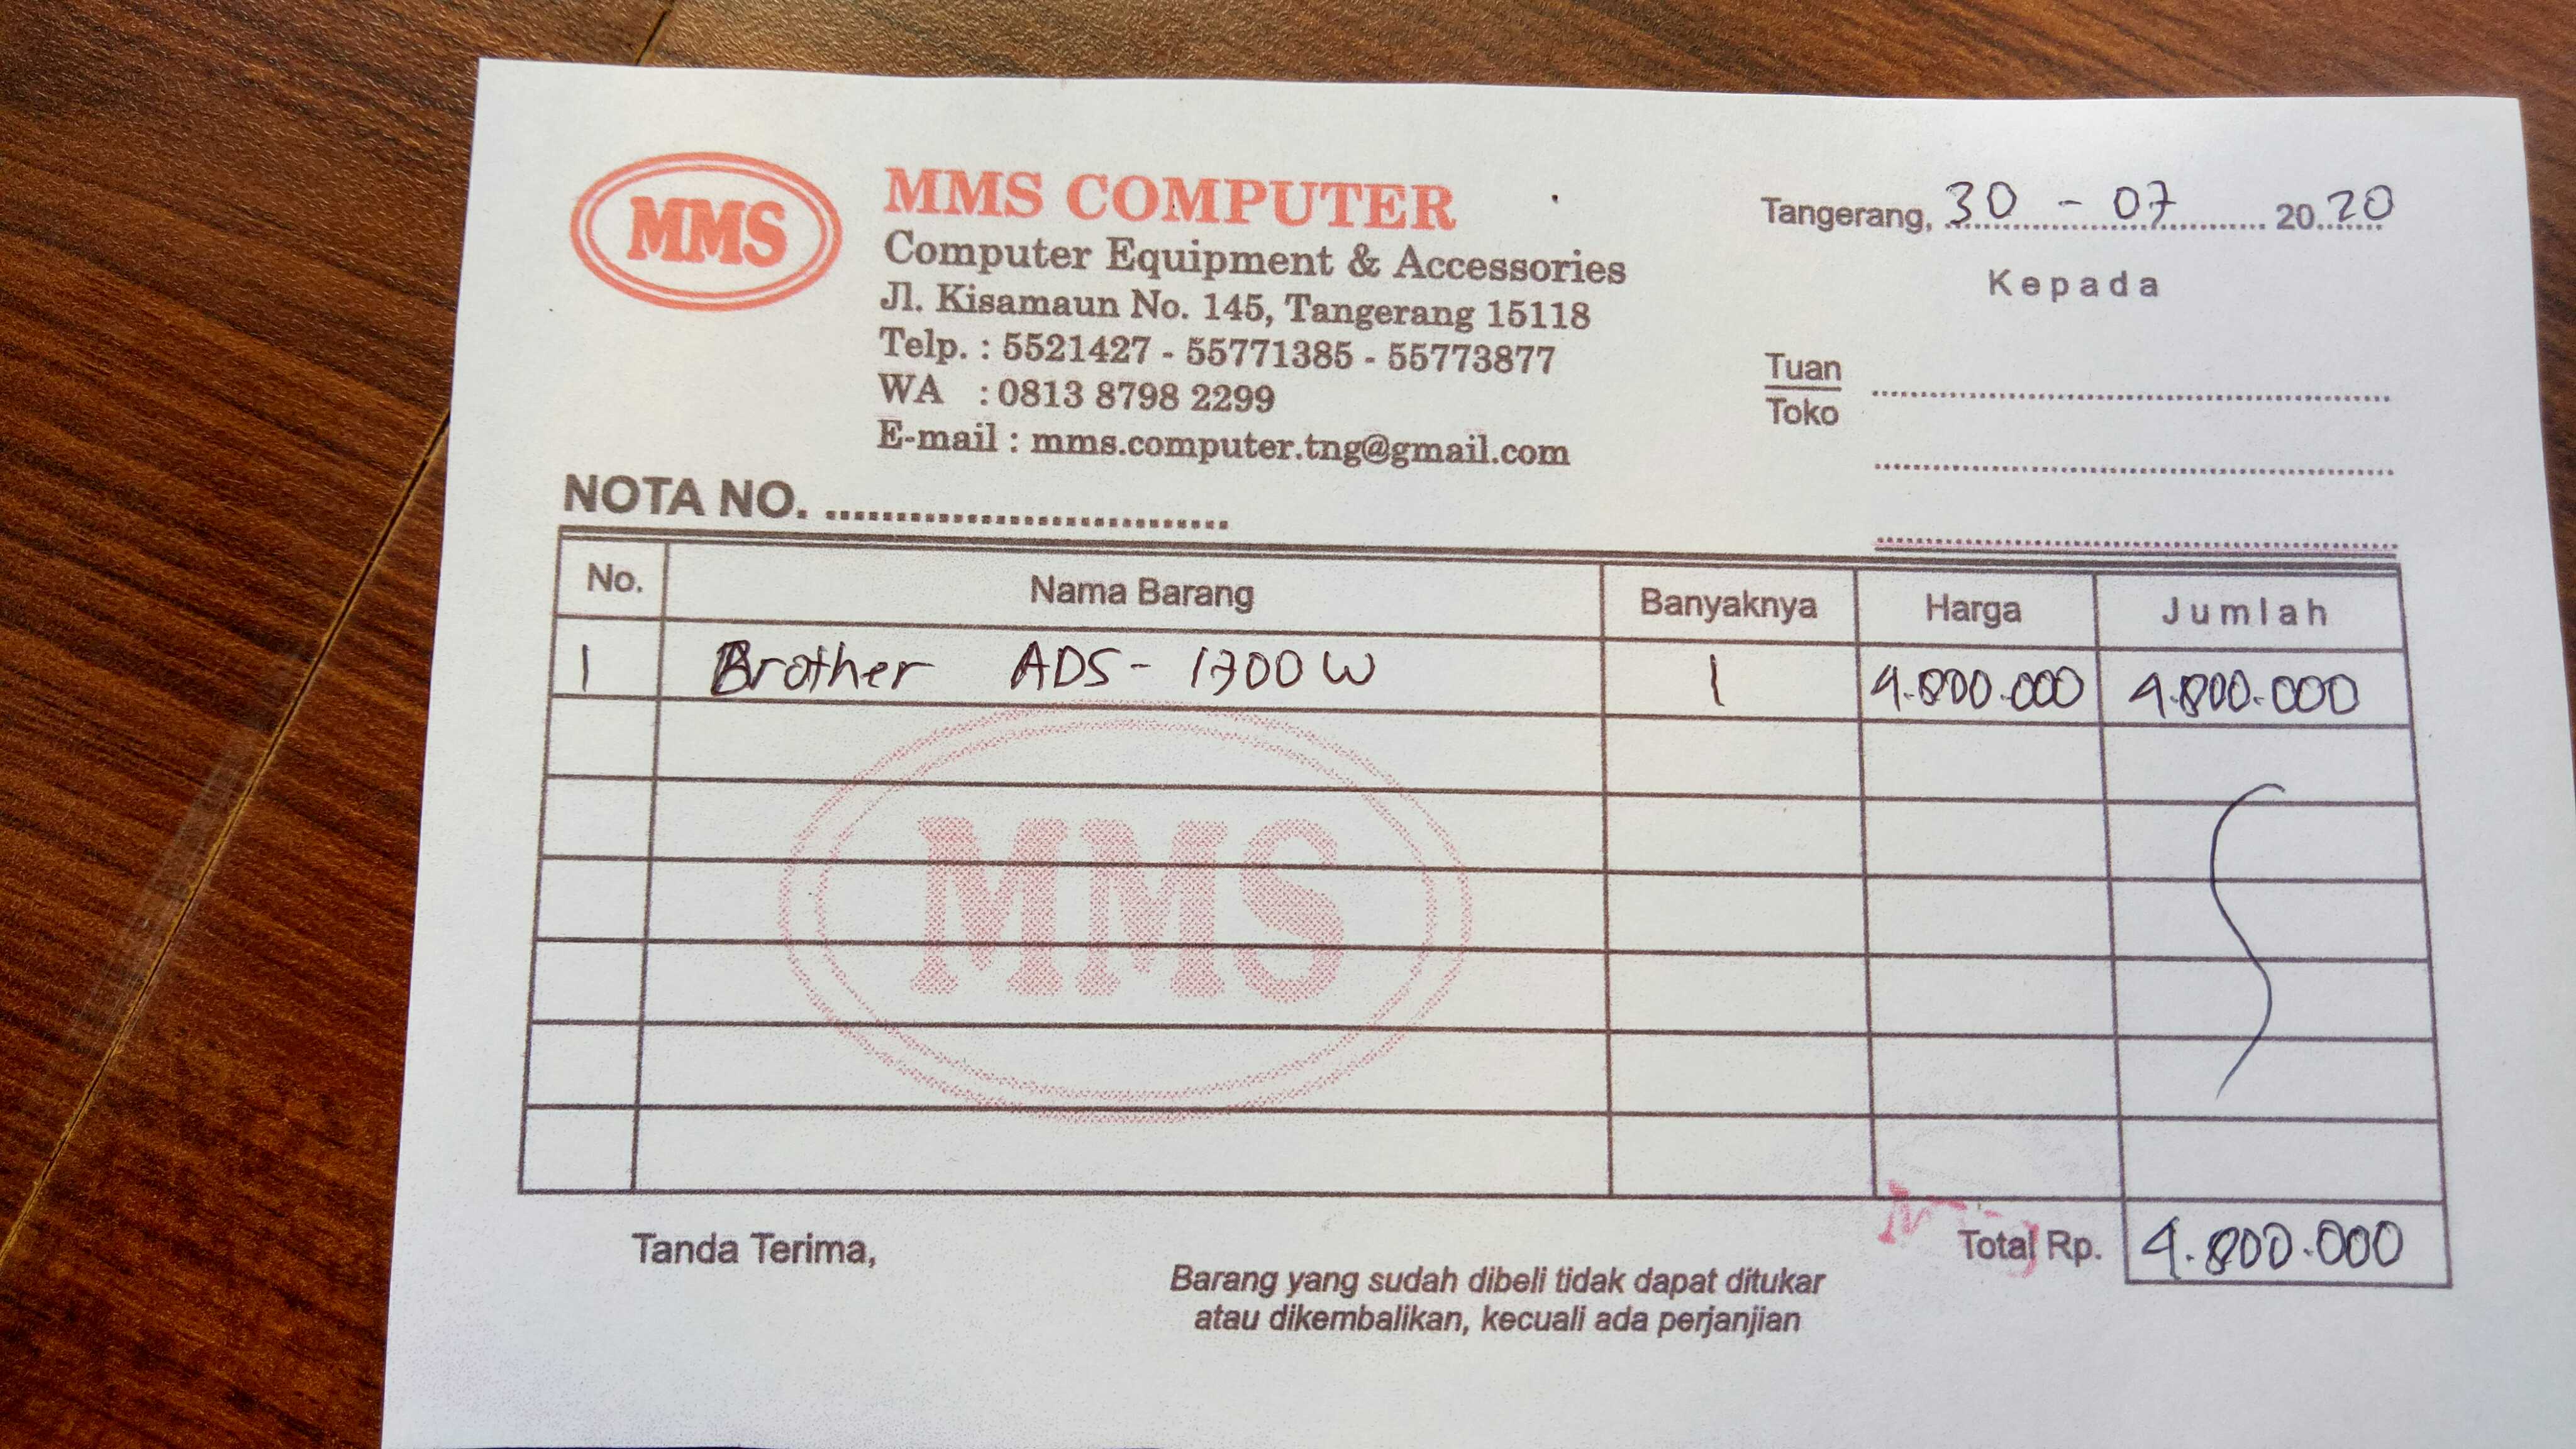 MMS
MMS COMPUTER
Computer Equipment & Accessories
Jl. Kisamaun No. 145, Tangerang 15118
Telp. : 5521427 - 55771385 - 55773877
WA : 0813 8798 2299
E-mail : mms.computer.tng@gmail.com
Tangerang, 30 - 07 2020
Kepada
Tuan
Toko
NOTA NO.
No. Nama Barang Banyaknya Harga Jumlah
1 Brother ADS - 1700 W 1 4.800.000 4.800.000
MMS
Tanda Terima,
Total Rp. 4.800.000
Barang yang sudah dibeli tidak dapat ditukar
atau dikembalikan, kecuali ada perjanjian